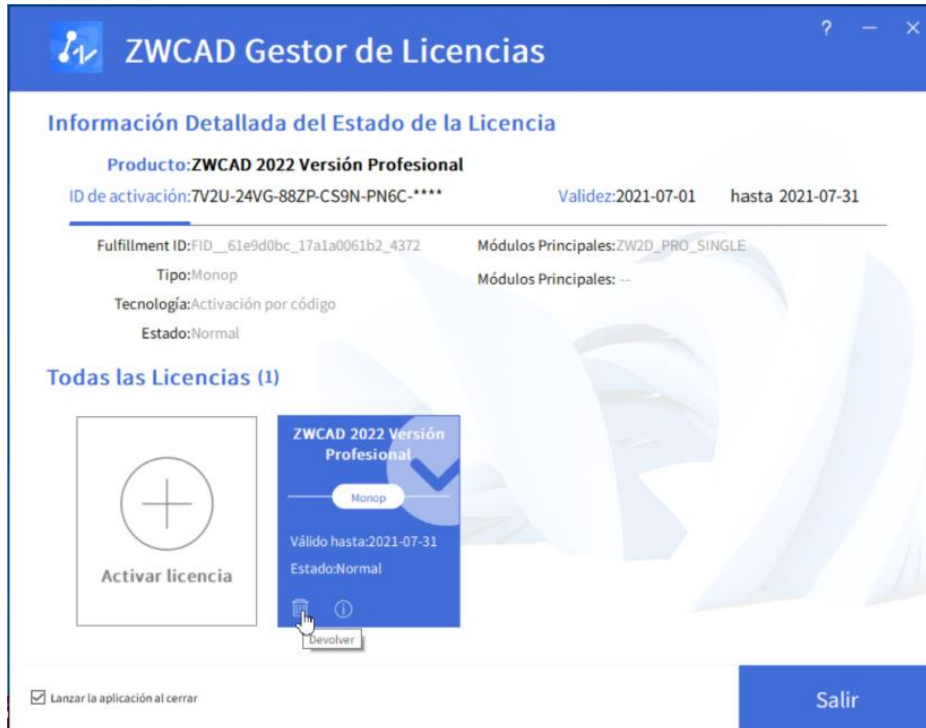 ZWCAD Gestor de Licencias
Información Detallada del Estado de la Licencia
Producto:ZWCAD 2022 Versión Profesional
ID de activación:7V2U-24VG-88ZP-CS9N-PN6C-**** Validez:2021-07-01 hasta 2021-07-31
Fulfillment ID:FID__61e9d0bc_17a1a0061b2_4372 Módulos Principales:ZW2D_PRO_SINGLE
Tipo:Monop Módulos Principales: --
Tecnología:Activación por código
Estado:Normal
Todas las Licencias (1)
Activar licencia
ZWCAD 2022 Versión
Profesional
Monop
Válido hasta:2021-07-31
Estado:Normal
Devolver
Lanzar la aplicación al cerrar
Salir